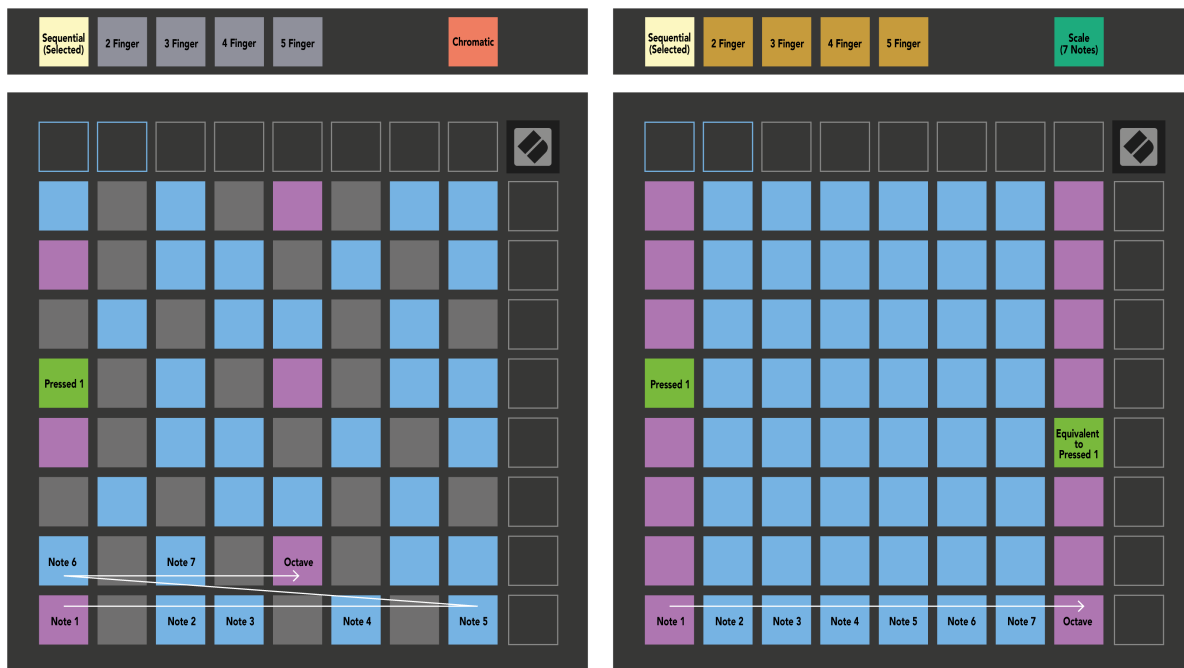 Sequential
(Selected)
2 Finger
3 Finger
4 Finger
5 Finger
Chromatic
Pressed 1
Note 6
Note 7
Octave
Note 1
Note 2
Note 3
Note 4
Note 5
Sequential
(Selected)
2 Finger
3 Finger
4 Finger
5 Finger
Scale
(7 Notes)
Pressed 1
Equivalent
to
Pressed 1
Note 1
Note 2
Note 3
Note 4
Note 5
Note 6
Note 7
Octave